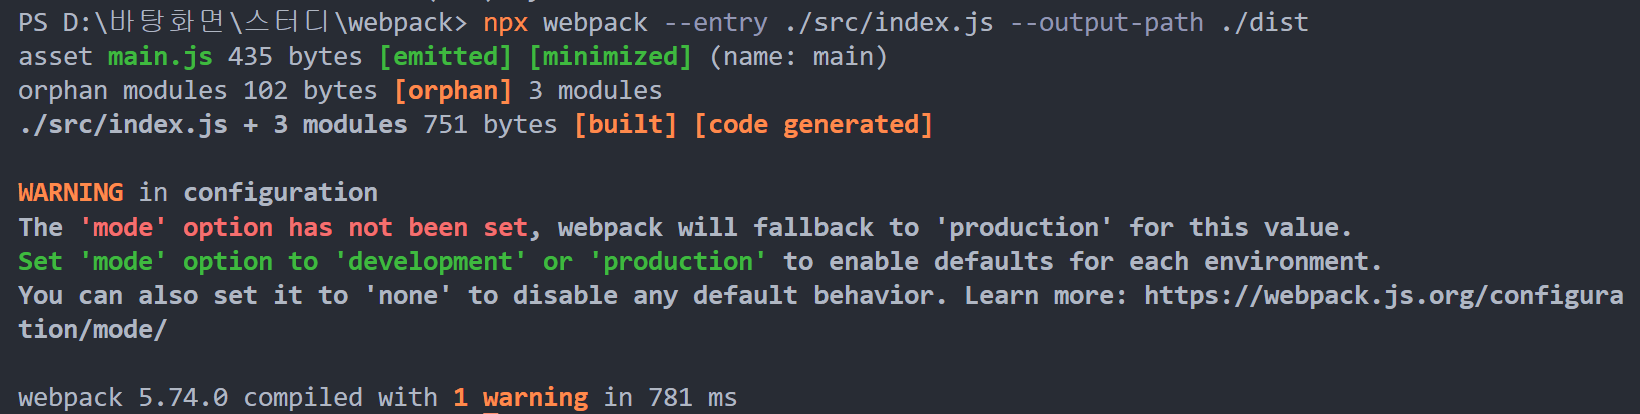 PS D:\바탕화면\스터디\webpack> npx webpack --entry ./src/index.js --output-path ./dist
asset main.js 435 bytes [emitted] [minimized] (name: main)
orphan modules 102 bytes [orphan] 3 modules
./src/index.js + 3 modules 751 bytes [built] [code generated]
WARNING in configuration
The 'mode' option has not been set, webpack will fallback to 'production' for this value.
Set 'mode' option to 'development' or 'production' to enable defaults for each environment.
You can also set it to 'none' to disable any default behavior. Learn more: https://webpack.js.org/configura
tion/mode/
webpack 5.74.0 compiled with 1 warning in 781 ms